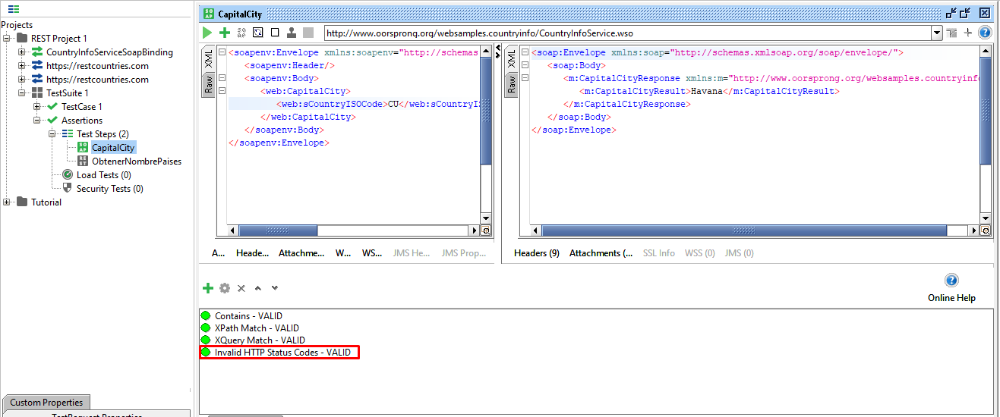 Projects
REST Project 1
CountryInfoServiceSoapBinding
https://restcountries.com
https://restcountries.com
TestSuite 1
TestCase 1
Assertions
Test Steps (2)
CapitalCity
ObtenerNombrePaises
Load Tests (0)
Security Tests (0)
Tutorial
Custom Properties
TestRequest Properties
CapitalCity
http://www.oorsprong.org/websamples.countryinfo/CountryInfoService.wso
XML
Raw
<soapenv:Envelope xmlns:soapenv="http://schemas
<soapenv:Header/>
<soapenv:Body>
<web:CapitalCity>
<web:sCountryISOCode>CU</web:sCountryIS
</web:CapitalCity>
</soapenv:Body>
</soapenv:Envelope>
A...
Heade...
Attachme...
W...
WS...
JMS He...
JMS Prop...
XML
Raw
<soap:Envelope xmlns:soap="http://schemas.xmlsoap.org/soap/envelope/">
<soap:Body>
<m:CapitalCityResponse xmlns:m="http://www.oorsprong.org/websamples.countryinf
<m:CapitalCityResult>Havana</m:CapitalCityResult>
</m:CapitalCityResponse>
</soap:Body>
</soap:Envelope>
Headers (9)
Attachments (...
SSL Info
WSS (0)
JMS (0)
Online Help
Contains - VALID
XPath Match - VALID
XQuery Match - VALID
Invalid HTTP Status Codes - VALID